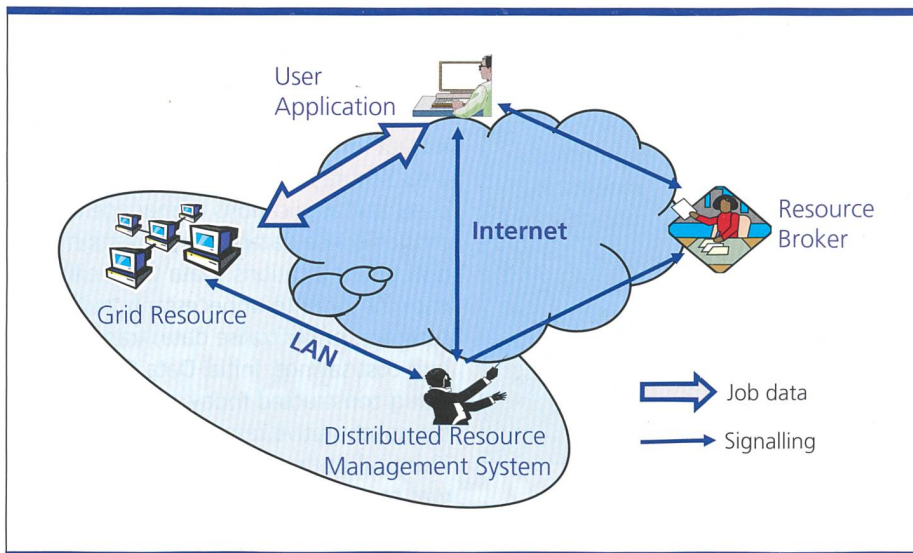 User
Application
Internet
Resource
Broker
Grid Resource
LAN
Distributed Resource
Management System
Job data
Signalling